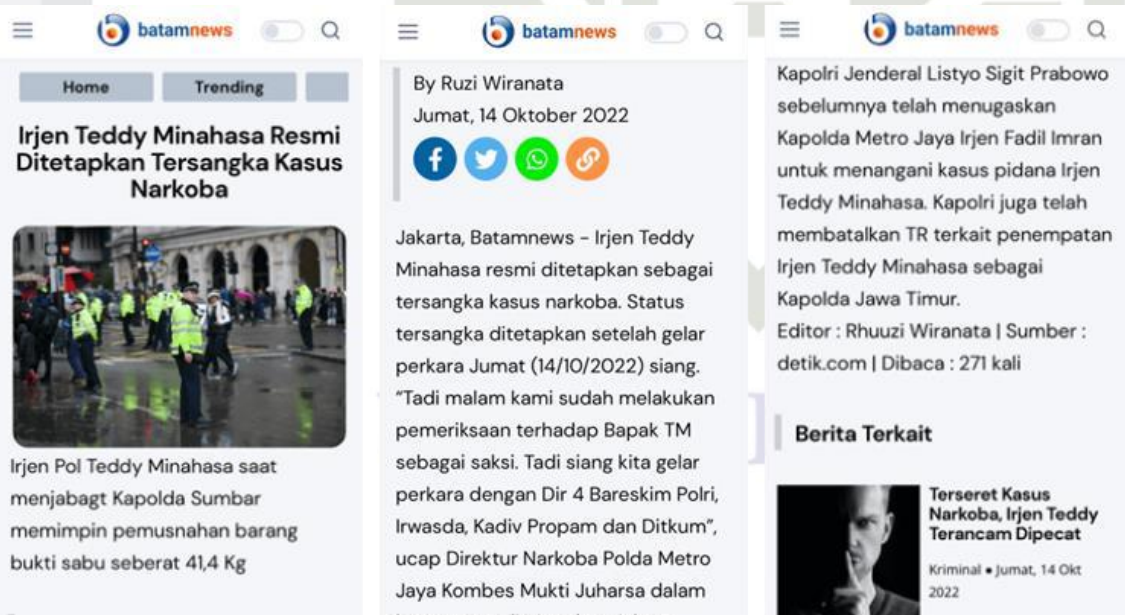 batamnews
Home
Trending
Irjen Teddy Minahasa Resmi
Ditetapkan Tersangka Kasus
Narkoba
Irjen Pol Teddy Minahasa saat
menjabagt Kapolda Sumbar
memimpin pemusnahan barang
bukti sabu seberat 41,4 Kg
batamnews
By Ruzi Wiranata
Jumat, 14 Oktober 2022
Jakarta, Batamnews – Irjen Teddy
Minahasa resmi ditetapkan sebagai
tersangka kasus narkoba. Status
tersangka ditetapkan setelah gelar
perkara Jumat (14/10/2022) siang.
“Tadi malam kami sudah melakukan
pemeriksaan terhadap Bapak TM
sebagai saksi. Tadi siang kita gelar
perkara dengan Dir 4 Bareskim Polri,
Irwasda, Kadiv Propam dan Ditkum”,
ucap Direktur Narkoba Polda Metro
Jaya Kombes Mukti Juharsa dalam
batamnews
Kapolri Jenderal Listyo Sigit Prabowo
sebelumnya telah menugaskan
Kapolda Metro Jaya Irjen Fadil Imran
untuk menangani kasus pidana Irjen
Teddy Minahasa. Kapolri juga telah
membatalkan TR terkait penempatan
Irjen Teddy Minahasa sebagai
Kapolda Jawa Timur.
Editor : Rhuuzi Wiranata | Sumber :
detik.com | Dibaca : 271 kali
Berita Terkait
Terseret Kasus
Narkoba, Irjen Teddy
Terancam Dipecat
Kriminal • Jumat, 14 Okt
2022